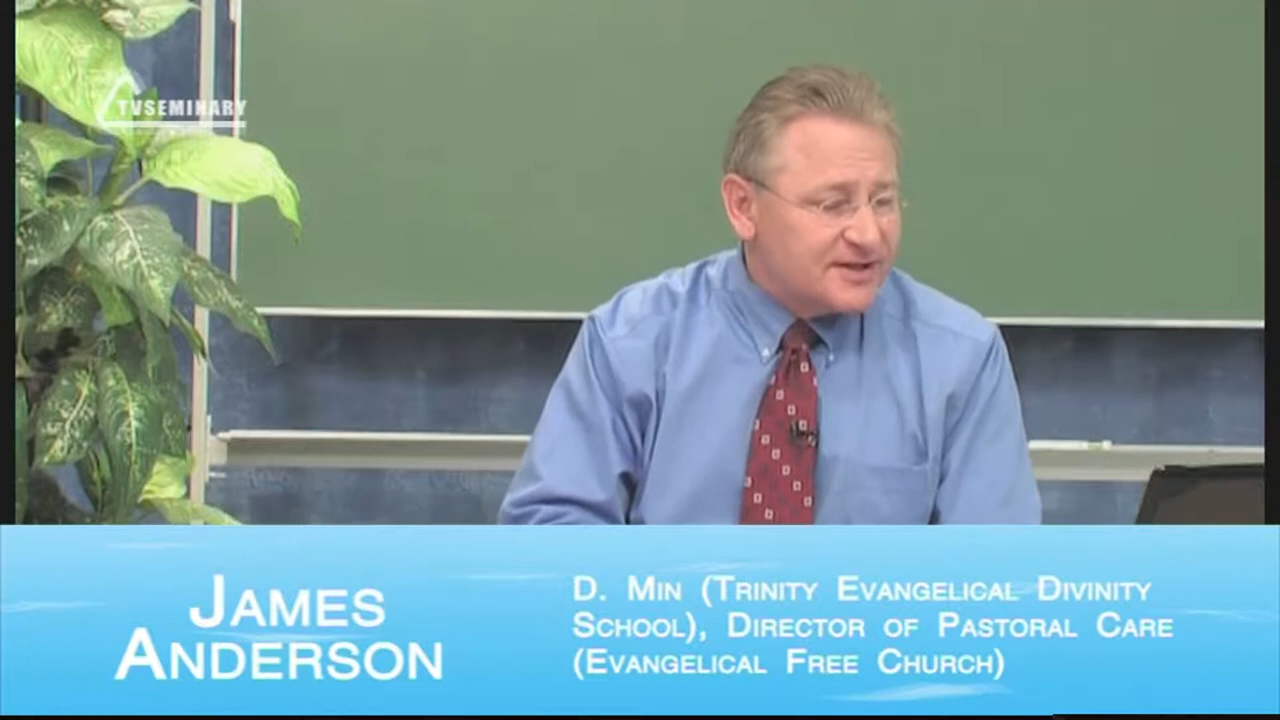 TVSEMINARY
JAMES
ANDERSON
D. MIN (TRINITY EVANGELICAL DIVINITY
SCHOOL), DIRECTOR OF PASTORAL CARE
(EVANGELICAL FREE CHURCH)